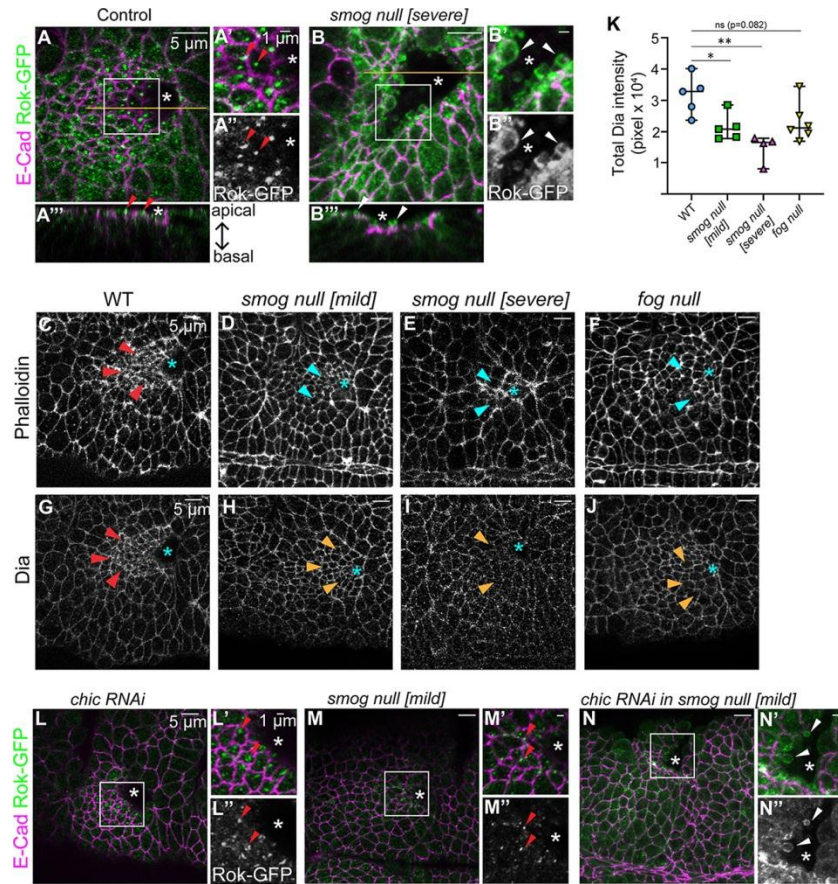 Control
smog null [severe]
E-Cad Rok-GFP
A
5 μm
A'
1 μm
*
*
A''
*
Rok-GFP
A'''
*
apical
basal
B
*
B'
*
B''
*
Rok-GFP
B'''
*
K
ns (p=0.082)
**
*
Total Dia intensity
(pixel x 10⁴)
5
4
3
2
1
WT
smog null
[mild]
smog null
[severe]
fog null
WT
smog null [mild]
smog null [severe]
fog null
Phalloidin
C
5 μm
*
D
*
E
*
F
*
Dia
G
5 μm
*
H
*
I
*
J
*
chic RNAi
smog null [mild]
chic RNAi in smog null [mild]
E-Cad Rok-GFP
L
5 μm
*
L'
1 μm
*
L''
*
Rok-GFP
M
*
M'
*
M''
*
N
*
N'
*
N''
*